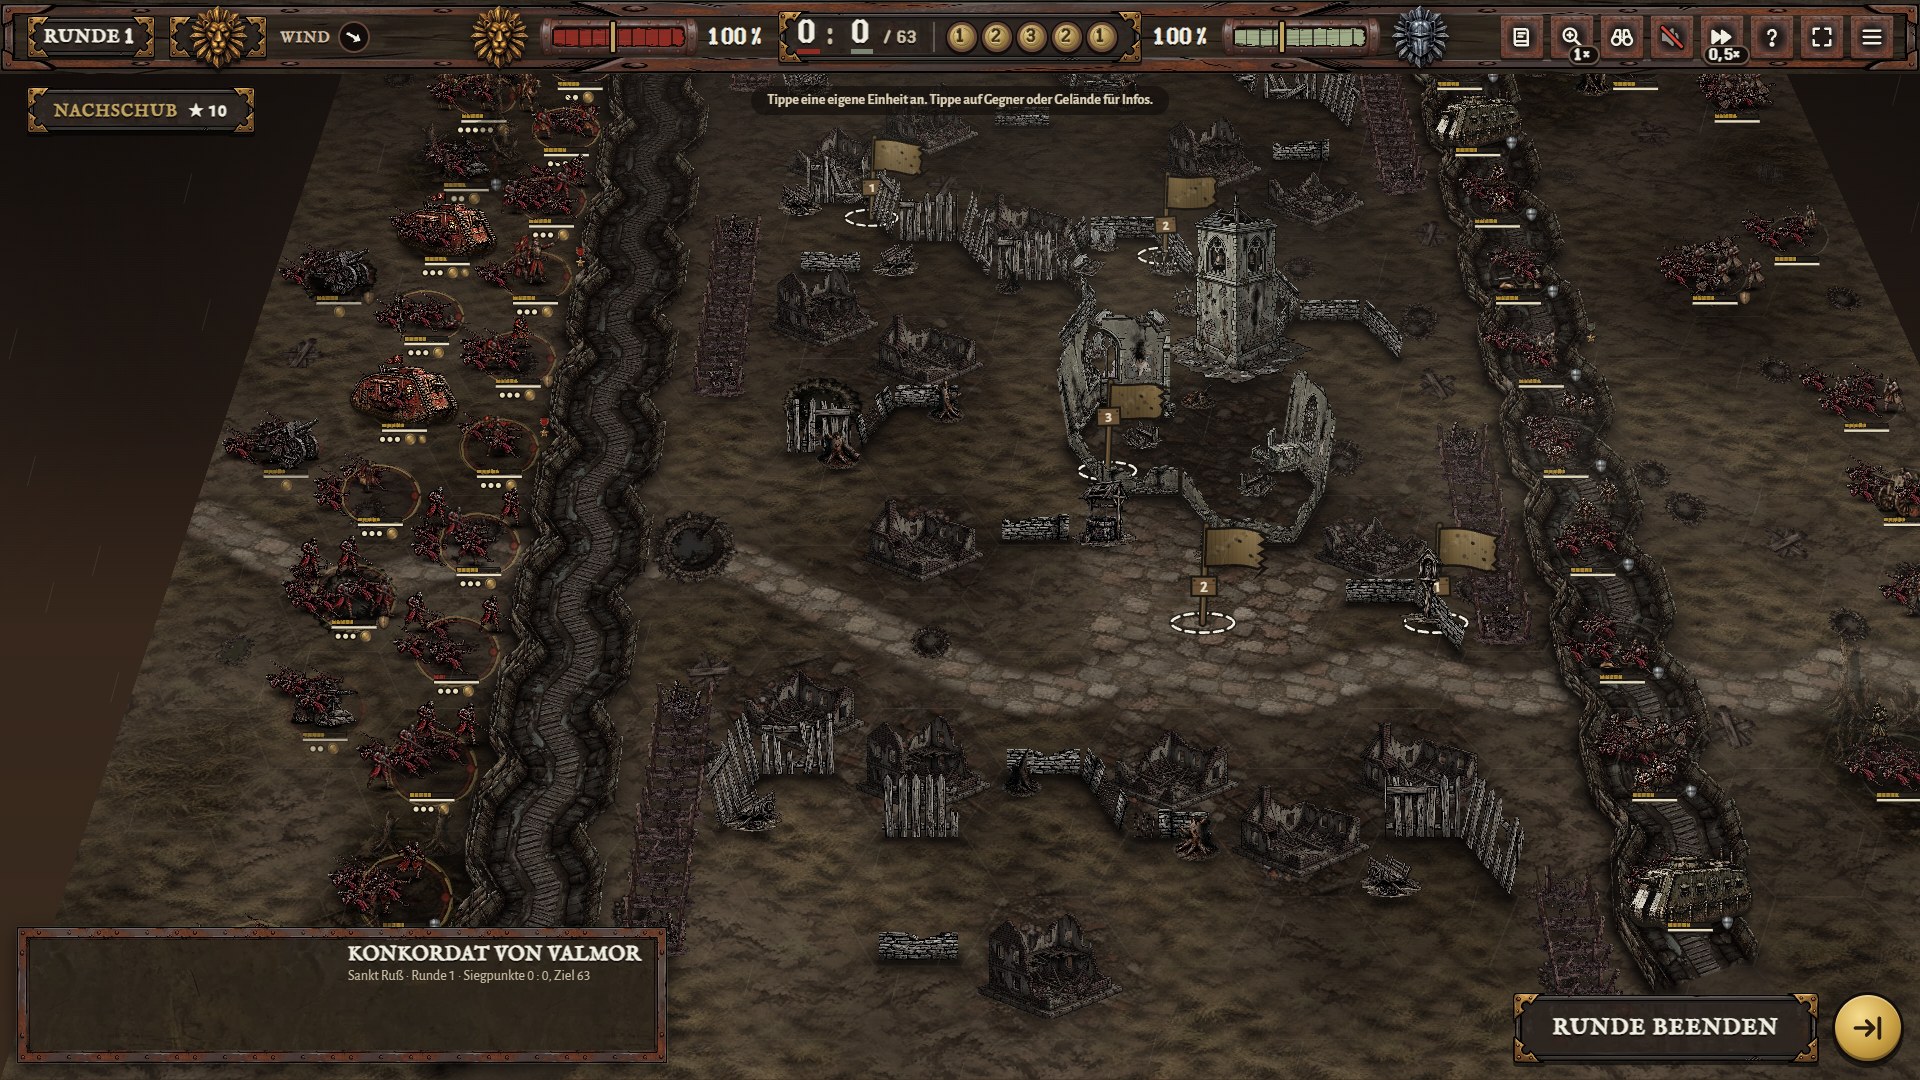 RUNDE 1
WIND
100%
0 : 0 / 63
1 2 3 2 1
100%
1×
0,5×
?
NACHSCHUB ★ 10
Tippe eine eigene Einheit an. Tippe auf Gegner oder Gelände für Infos.
1
2
3
2
1
KONKORDAT VON VALMOR
Sankt Ruß · Runde 1 · Siegpunkte 0 : 0, Ziel 63
RUNDE BEENDEN